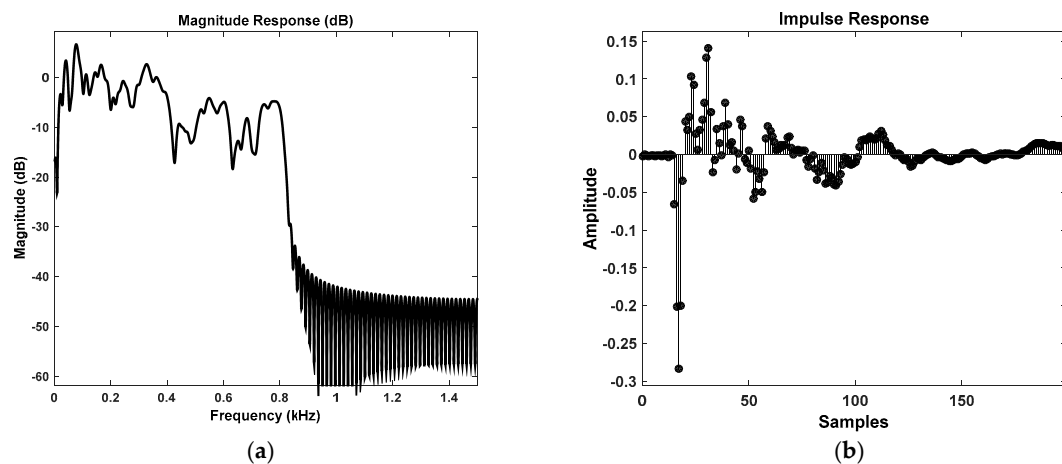 Magnitude Response (dB)
0
-10
-20
-30
-40
-50
-60
Magnitude (dB)
0 0.2 0.4 0.6 0.8 1 1.2 1.4
Frequency (kHz)
(a)
Impulse Response
0.15
0.1
0.05
0
-0.05
-0.1
-0.15
-0.2
-0.25
-0.3
Amplitude
0 50 100 150
Samples
(b)